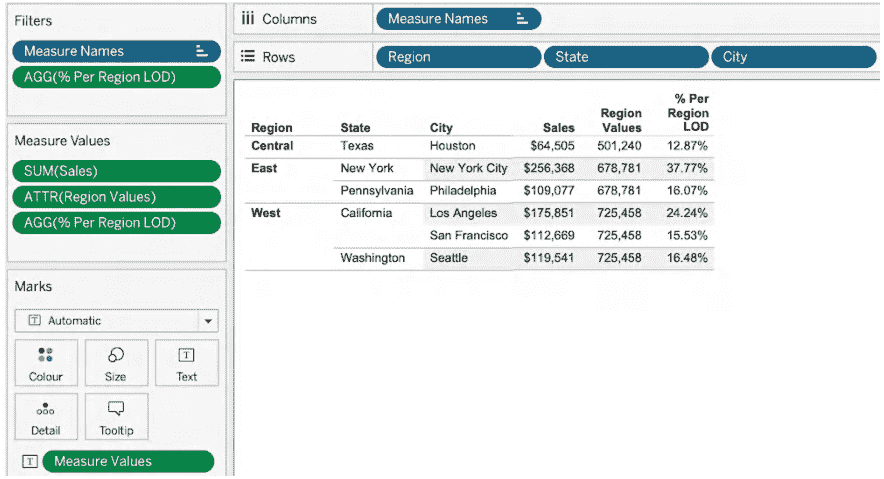 Filters
Measure Names
AGG(% Per Region LOD)
Measure Values
SUM(Sales)
ATTR(Region Values)
AGG(% Per Region LOD)
Marks
T Automatic
Colour Size T Text
Detail Tooltip
T Measure Values
Columns Measure Names
Rows Region State City
% Per
Region Region
Region State City Sales Values LOD
Central Texas Houston $64,505 501,240 12.87%
East New York New York City $256,368 678,781 37.77%
Pennsylvania Philadelphia $109,077 678,781 16.07%
West California Los Angeles $175,851 725,458 24.24%
San Francisco $112,669 725,458 15.53%
Washington Seattle $119,541 725,458 16.48%